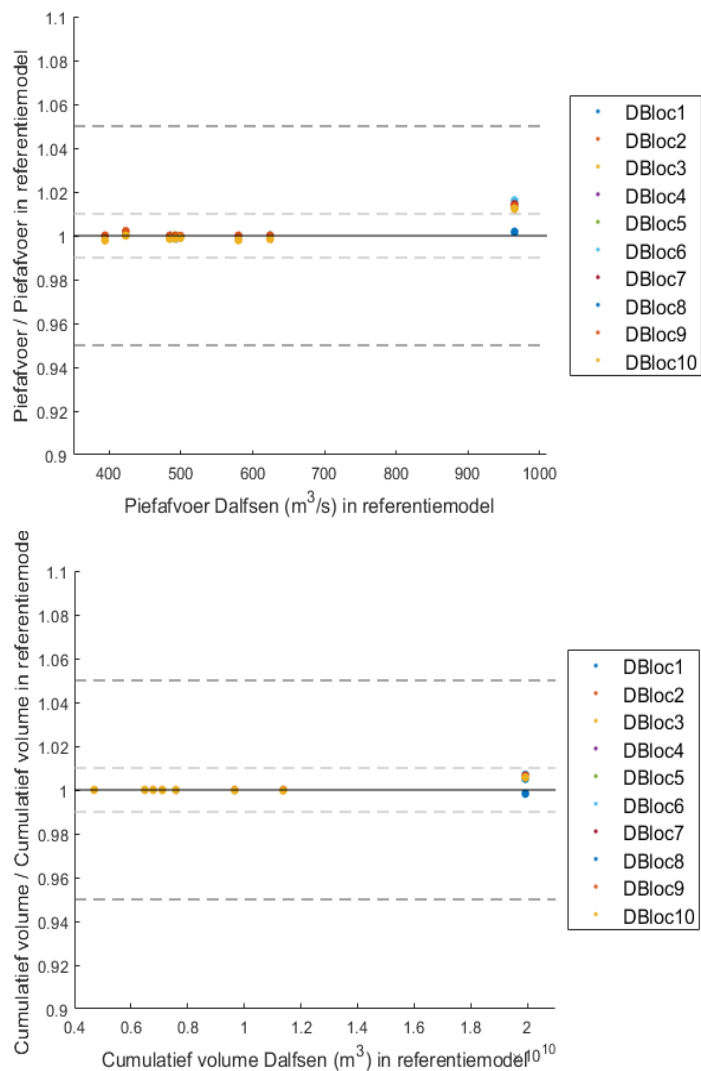 1.1
1.08
1.06
1.04
1.02
1
0.98
0.96
0.94
0.92
0.9
Piefafvoer / Piefafvoer in referentiemodel
400 500 600 700 800 900 1000
Piefafvoer Dalfsen (m³/s) in referentiemodel
DBloc1
DBloc2
DBloc3
DBloc4
DBloc5
DBloc6
DBloc7
DBloc8
DBloc9
DBloc10
1.1
1.08
1.06
1.04
1.02
1
0.98
0.96
0.94
0.92
0.9
Cumulatief volume / Cumulatief volume in referentiemode
0.4 0.6 0.8 1 1.2 1.4 1.6 1.8 2
×10¹⁰
Cumulatief volume Dalfsen (m³) in referentiemodel
DBloc1
DBloc2
DBloc3
DBloc4
DBloc5
DBloc6
DBloc7
DBloc8
DBloc9
DBloc10